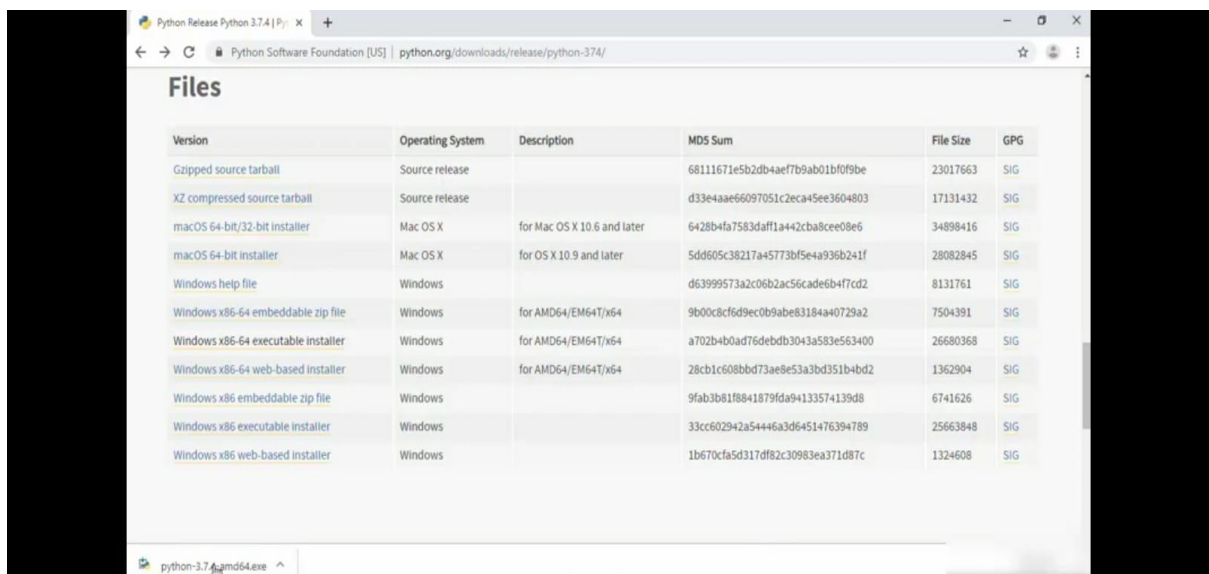 Python Release Python 3.7.4 | Py
Python Software Foundation [US] | python.org/downloads/release/python-374/
Files
Version Operating System Description MD5 Sum File Size GPG
Gzipped source tarball Source release 68111671e5b2db4aef7b9ab01bf0f9be 23017663 SIG
XZ compressed source tarball Source release d33e4aae66097051c2eca45ee3604803 17131432 SIG
macOS 64-bit/32-bit installer Mac OS X for Mac OS X 10.6 and later 6428b4fa7583daff1a442cba8cee08e6 34898416 SIG
macOS 64-bit installer Mac OS X for OS X 10.9 and later 5dd605c38217a45773bf5e4a936b241f 28082845 SIG
Windows help file Windows d63999573a2c06b2ac56cade6b4f7cd2 8131761 SIG
Windows x86-64 embeddable zip file Windows for AMD64/EM64T/x64 9b00c8cf6d9ec0b9abe83184a40729a2 7504391 SIG
Windows x86-64 executable installer Windows for AMD64/EM64T/x64 a702b4b0ad76debdb3043a583e563400 26680368 SIG
Windows x86-64 web-based installer Windows for AMD64/EM64T/x64 28cb1c608bbd73ae8e53a3bd351b4bd2 1362904 SIG
Windows x86 embeddable zip file Windows 9fab3b81f8841879fda94133574139d8 6741626 SIG
Windows x86 executable installer Windows 33cc602942a54446a3d6451476394789 25663848 SIG
Windows x86 web-based installer Windows 1b670cfa5d317df82c30983ea371d87c 1324608 SIG
python-3.7.4-amd64.exe